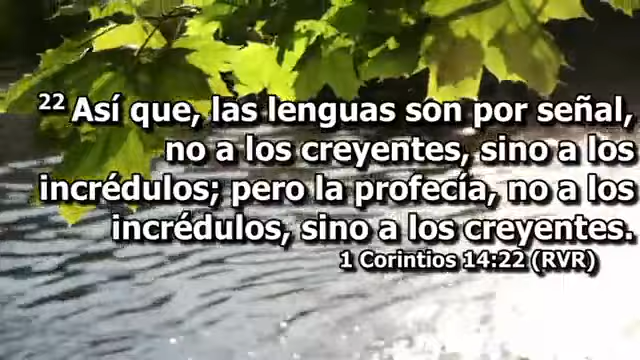 22 Así que, las lenguas son por señal,
no a los creyentes, sino a los
incrédulos; pero la profecía, no a los
incrédulos, sino a los creyentes.
1 Corintios 14:22 (RVR)